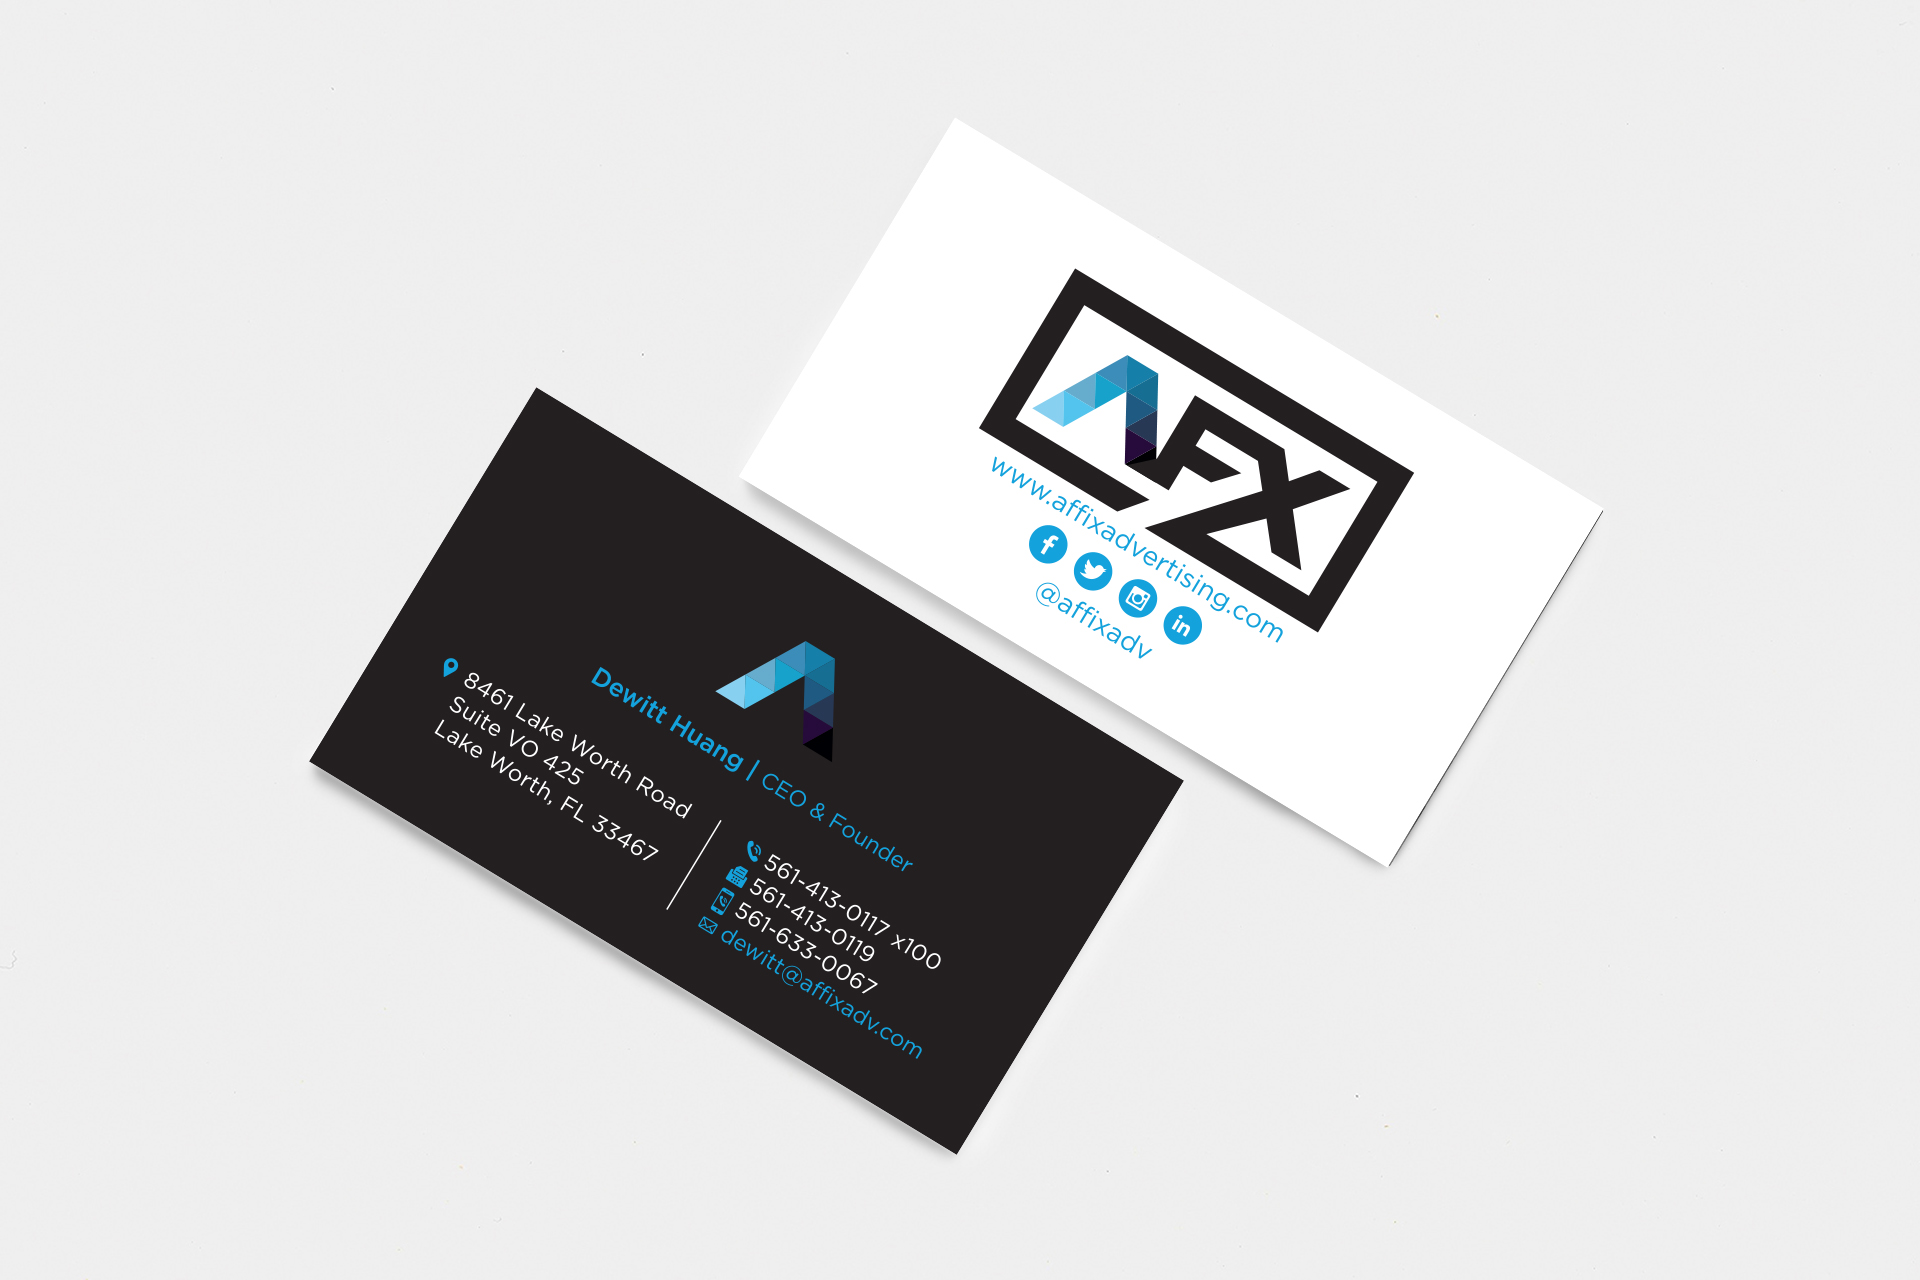 AFX
www.affixadvertising.com
@affixadv
Dewitt Huang | CEO & Founder
8461 Lake Worth Road
Suite VO 425
Lake Worth, FL 33467
561-413-0117 x100
561-413-0119
561-633-0067
dewitt@affixadv.com